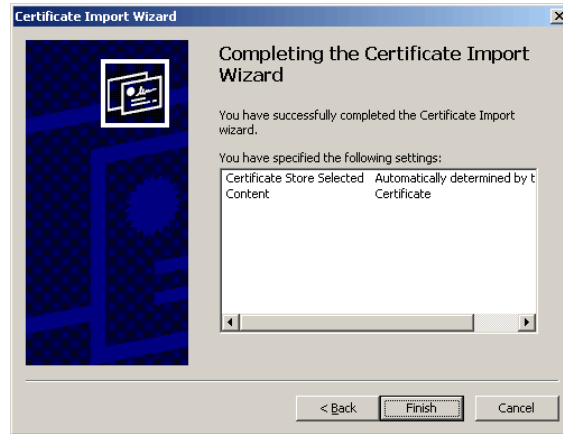 Certificate Import Wizard
Completing the Certificate Import
Wizard
You have successfully completed the Certificate Import
wizard.
You have specified the following settings:
Certificate Store Selected Automatically determined by t
Content Certificate
< Back Finish Cancel